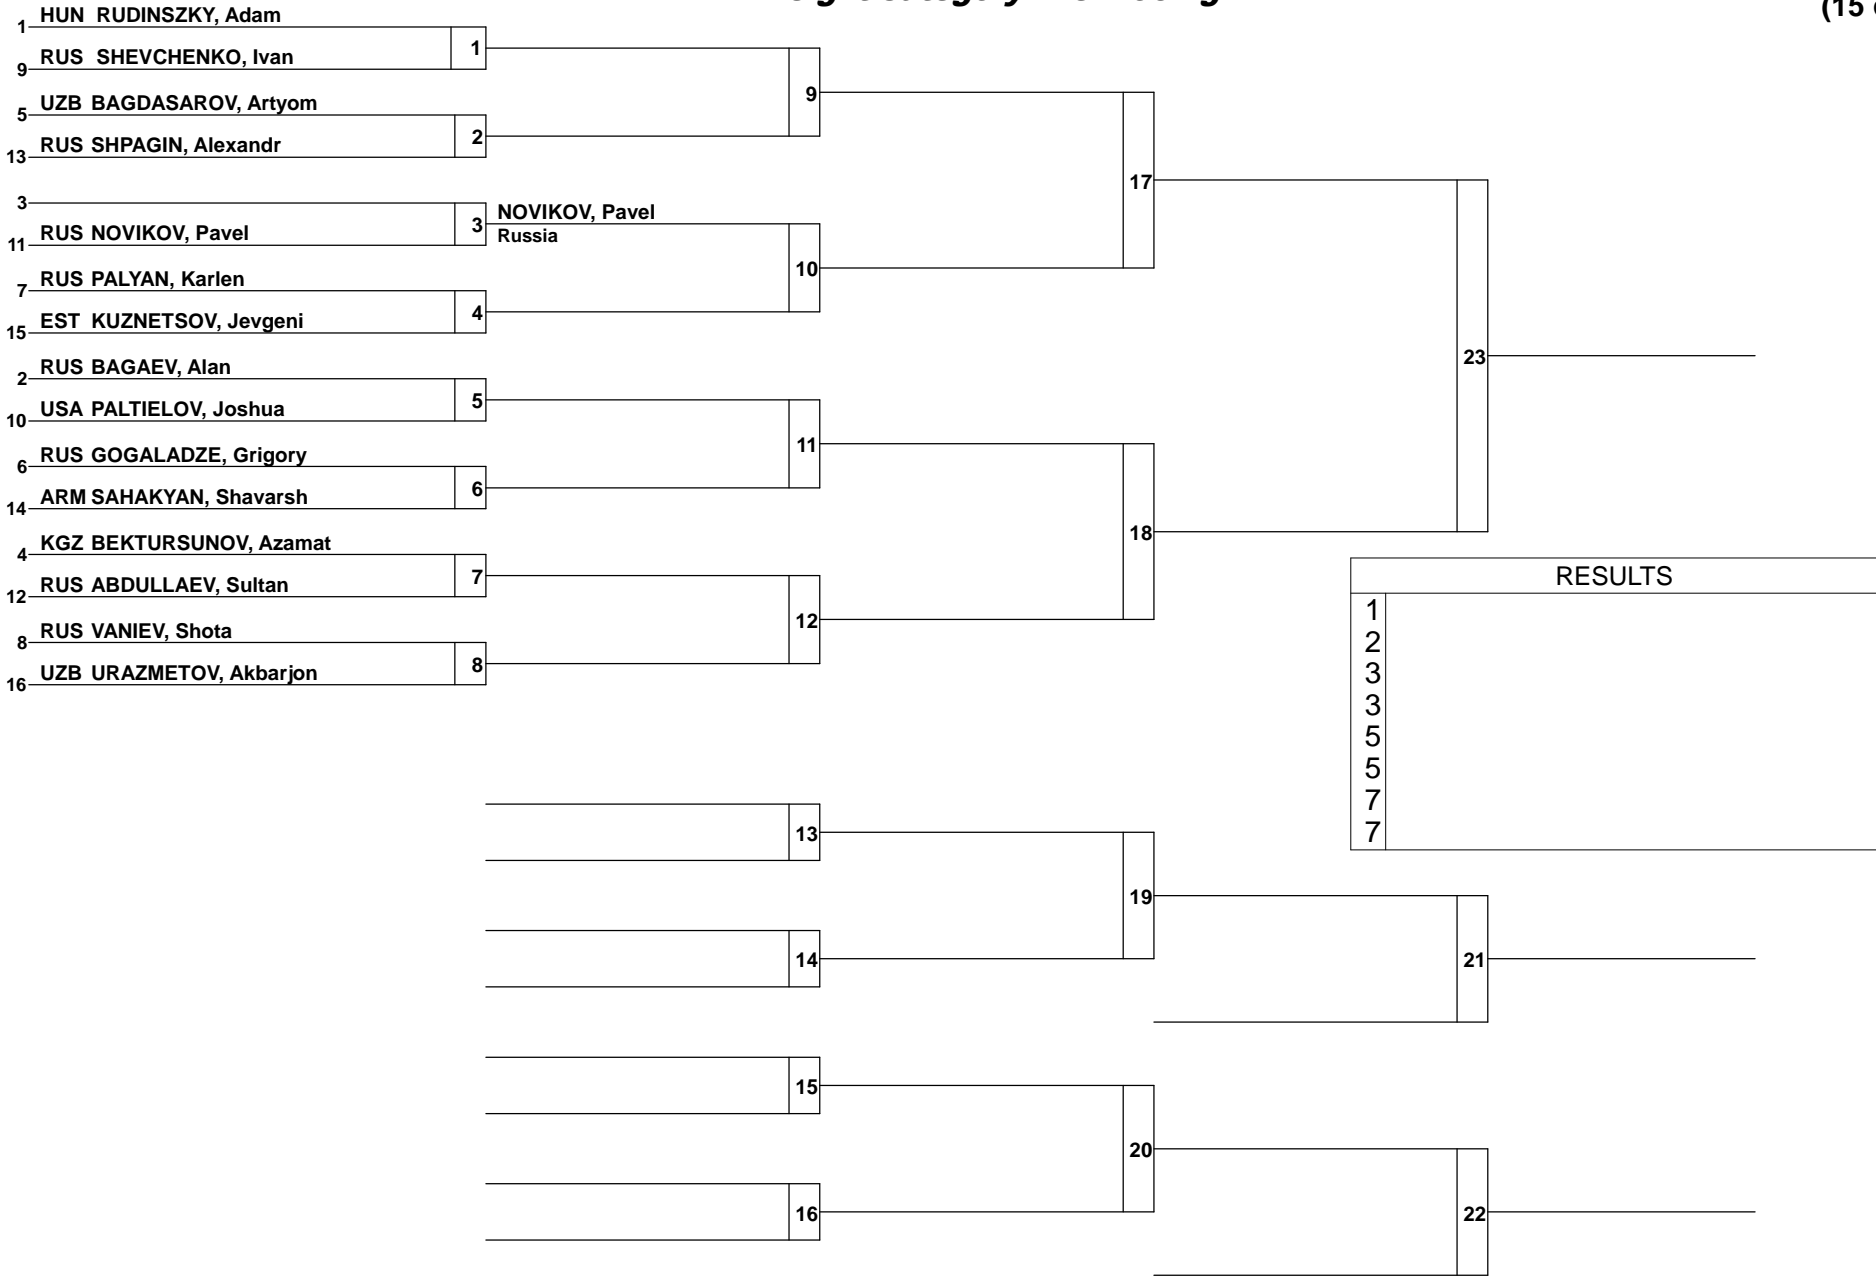 (15
1 HUN RUDINSZKY, Adam
9 RUS SHEVCHENKO, Ivan
1
5 UZB BAGDASAROV, Artyom
13 RUS SHPAGIN, Alexandr
2
9
3
11 RUS NOVIKOV, Pavel
3
NOVIKOV, Pavel
Russia
7 RUS PALYAN, Karlen
15 EST KUZNETSOV, Jevgeni
4
10
17
2 RUS BAGAEV, Alan
10 USA PALTIELOV, Joshua
5
6 RUS GOGALADZE, Grigory
14 ARM SAHAKYAN, Shavarsh
6
11
4 KGZ BEKTURSUNOV, Azamat
12 RUS ABDULLAEV, Sultan
7
8 RUS VANIEV, Shota
16 UZB URAZMETOV, Akbarjon
8
12
18
23
RESULTS
1
2
3
3
5
5
7
7
13
14
19
21
15
16
20
22